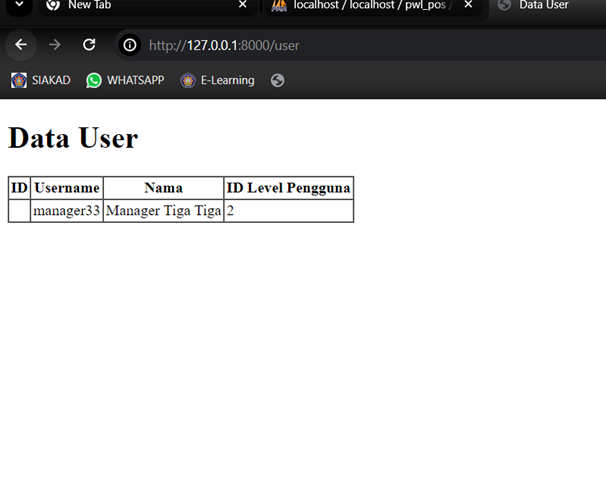 New Tab
localhost / localhost / pwl_pos /
Data User
http://127.0.0.1:8000/user
SIAKAD
WHATSAPP
E-Learning
Data User
ID Username Nama ID Level Pengguna
manager33 Manager Tiga Tiga 2